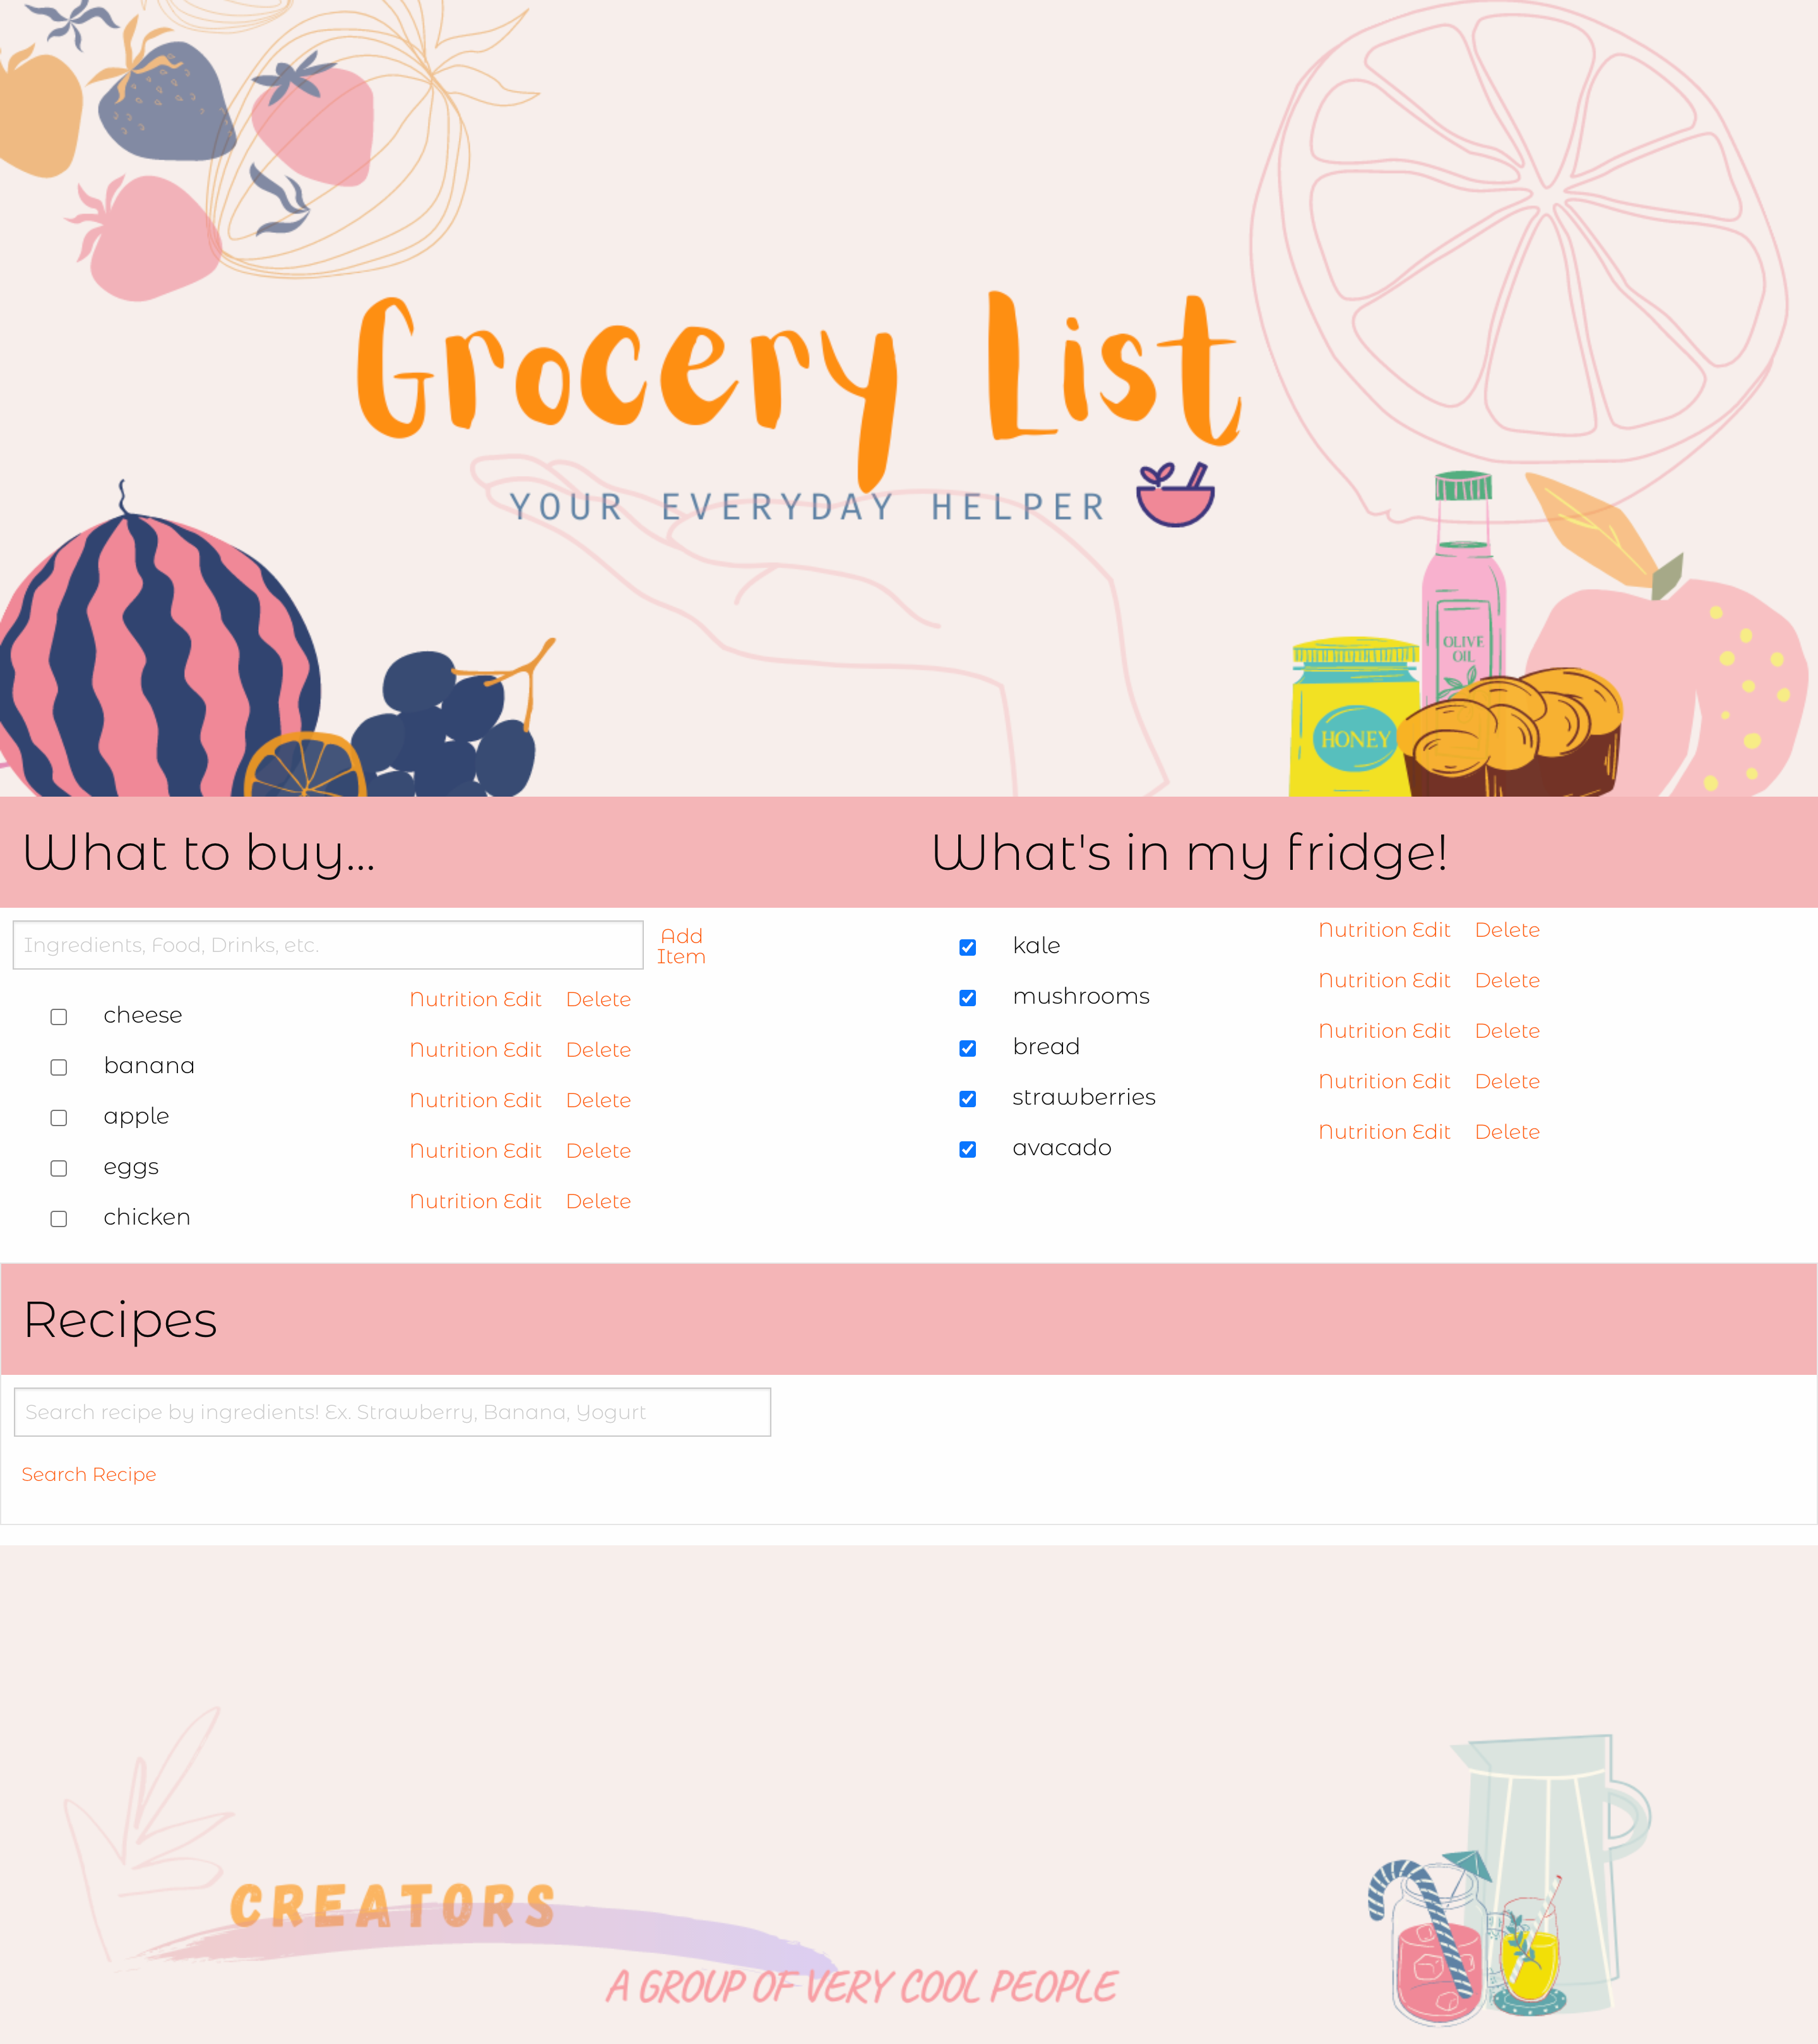 Grocery List
YOUR EVERYDAY HELPER
OLIVE
OIL
HONEY
What to buy...
Ingredients, Food, Drinks, etc.
Add
Item
cheese
Nutrition Edit Delete
banana
Nutrition Edit Delete
apple
Nutrition Edit Delete
eggs
Nutrition Edit Delete
chicken
Nutrition Edit Delete
What's in my fridge!
kale
Nutrition Edit Delete
mushrooms
Nutrition Edit Delete
bread
Nutrition Edit Delete
strawberries
Nutrition Edit Delete
avacado
Nutrition Edit Delete
Recipes
Search recipe by ingredients! Ex. Strawberry, Banana, Yogurt
Search Recipe
CREATORS
A GROUP OF VERY COOL PEOPLE